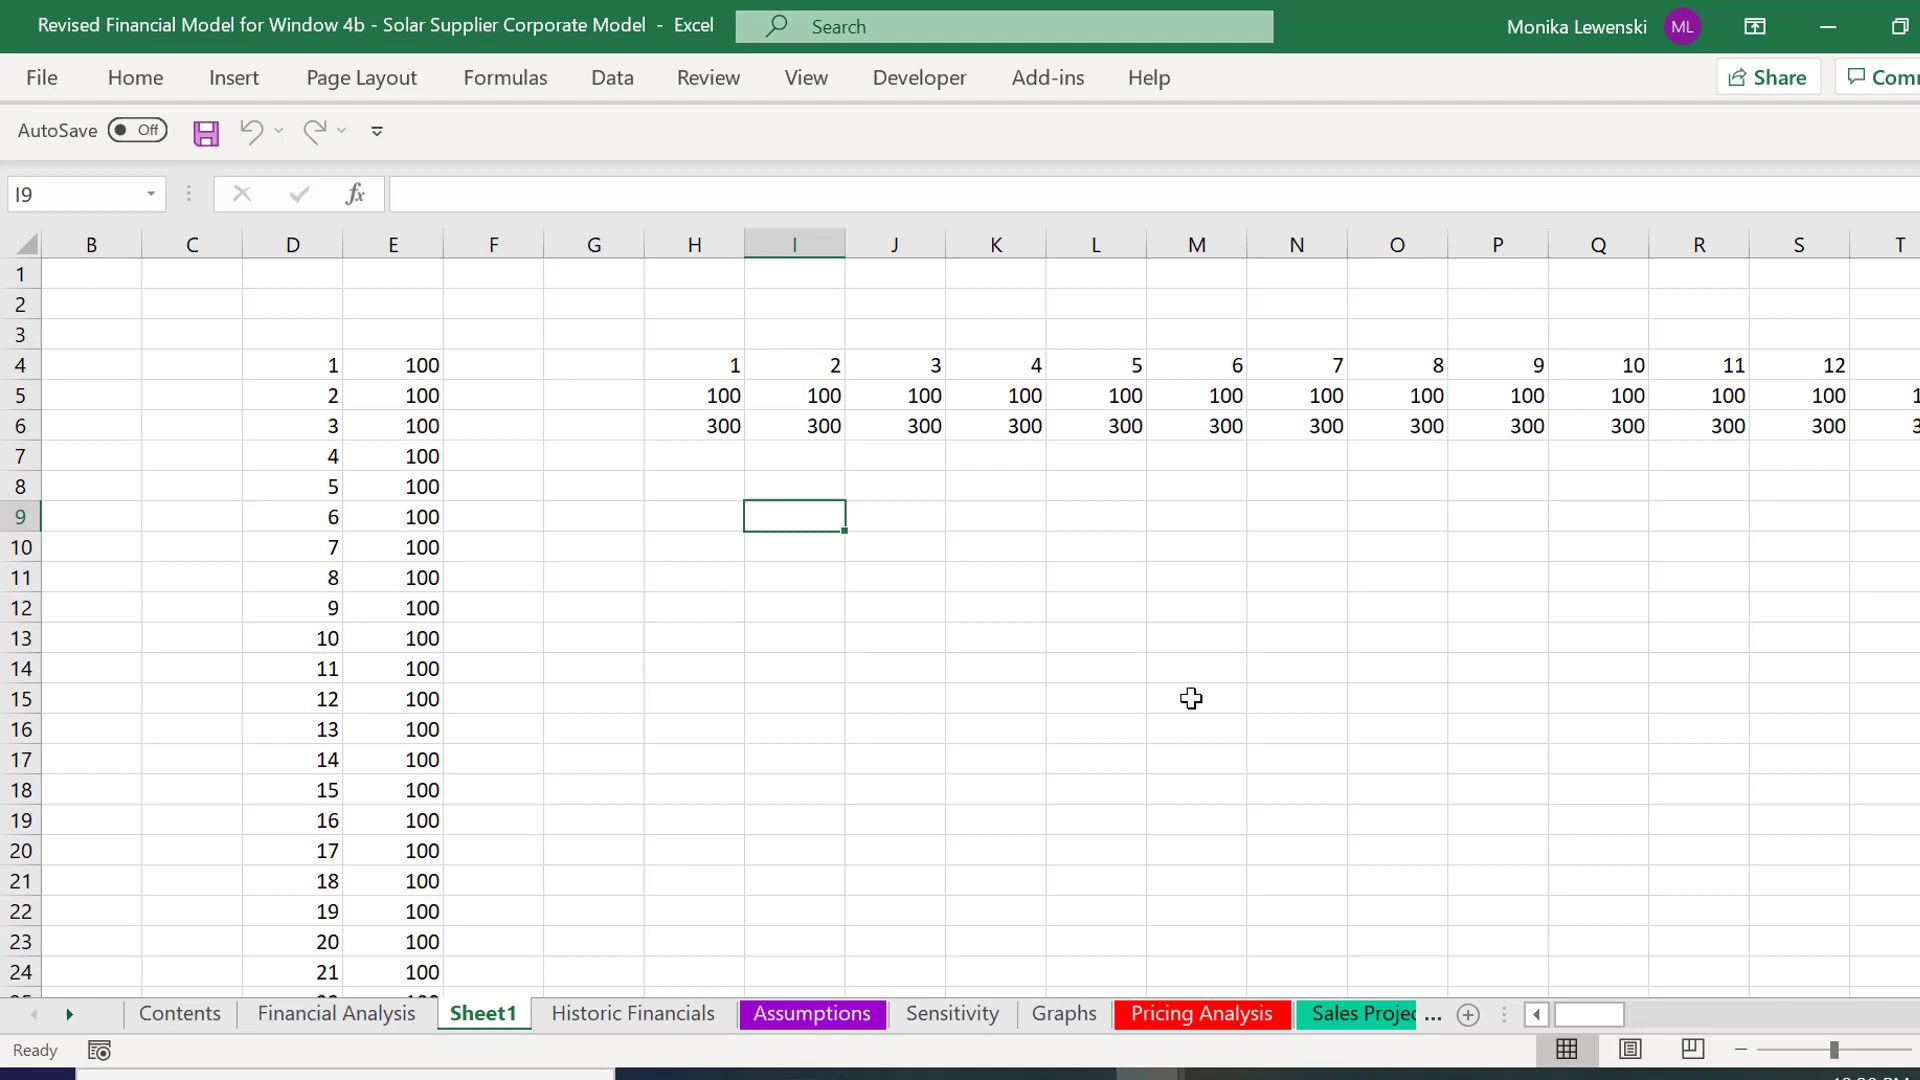 Revised Financial Model for Window 4b - Solar Supplier Corporate Model - Excel
Search
Monika Lewenski ML
File Home Insert Page Layout Formulas Data Review View Developer Add-ins Help Share
AutoSave Off
I9 fx
B C D E F G H I J K L M N O P Q R S T
1
2
3
4 1 100 1 2 3 4 5 6 7 8 9 10 11 12
5 2 100 100 100 100 100 100 100 100 100 100 100 100 100
6 3 100 300 300 300 300 300 300 300 300 300 300 300 300
7 4 100
8 5 100
9 6 100
10 7 100
11 8 100
12 9 100
13 10 100
14 11 100
15 12 100
16 13 100
17 14 100
18 15 100
19 16 100
20 17 100
21 18 100
22 19 100
23 20 100
24 21 100
Contents Financial Analysis Sheet1 Historic Financials Assumptions Sensitivity Graphs Pricing Analysis Sales Projec ...
Ready